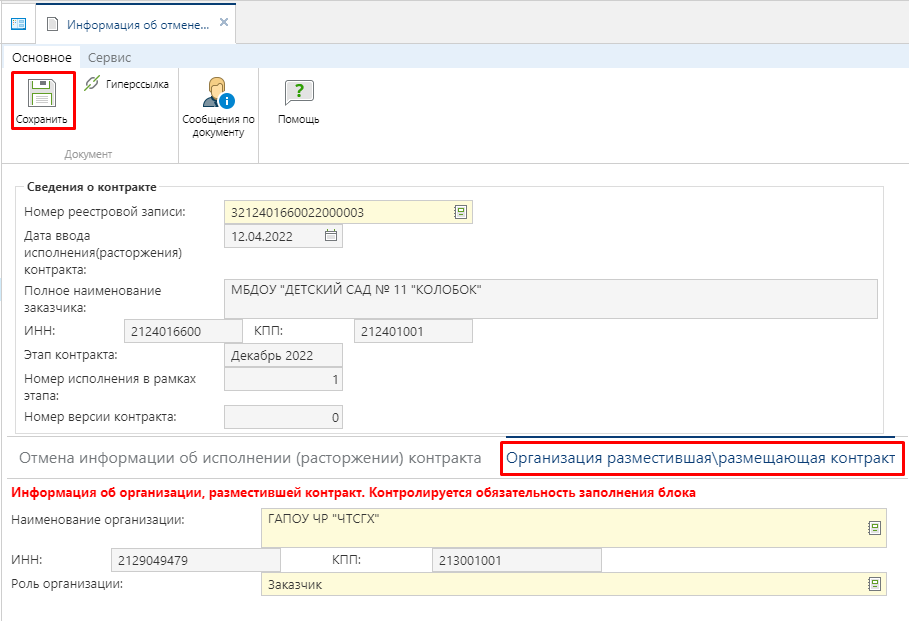 Информация об отмене...
Основное Сервис
Сохранить
Гиперссылка
Сообщения по
документу
Помощь
Документ
Сведения о контракте
Номер реестровой записи: 3212401660022000003
Дата ввода
исполнения(расторжения)
контракта:
12.04.2022
Полное наименование
заказчика:
МБДОУ "ДЕТСКИЙ САД № 11 "КОЛОБОК"
ИНН: 2124016600 КПП: 212401001
Этап контракта: Декабрь 2022
Номер исполнения в рамках
этапа:
1
Номер версии контракта: 0
Отмена информации об исполнении (расторжении) контракта Организация разместившая\размещающая контракт
Информация об организации, разместившей контракт. Контролируется обязательность заполнения блока
Наименование организации: ГАПОУ ЧР "ЧТСГХ"
ИНН: 2129049479 КПП: 213001001
Роль организации: Заказчик